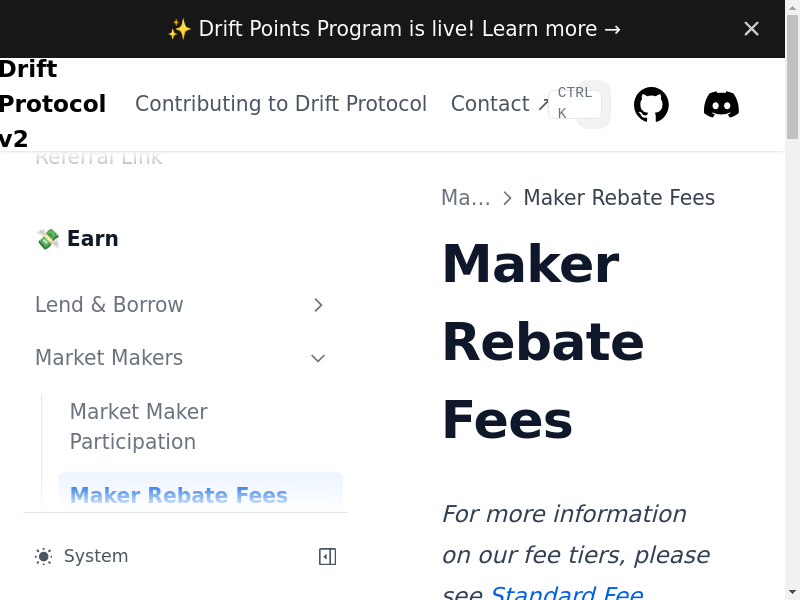 ✨ Drift Points Program is live! Learn more →
Drift
Protocol
v2
Contributing to Drift Protocol
Contact ↗
CTRL
K
Referral Link
💸 Earn
Lend & Borrow
Market Makers
Market Maker
Participation
Maker Rebate Fees
System
Ma… > Maker Rebate Fees
Maker
Rebate
Fees
For more information
on our fee tiers, please
see Standard Fee